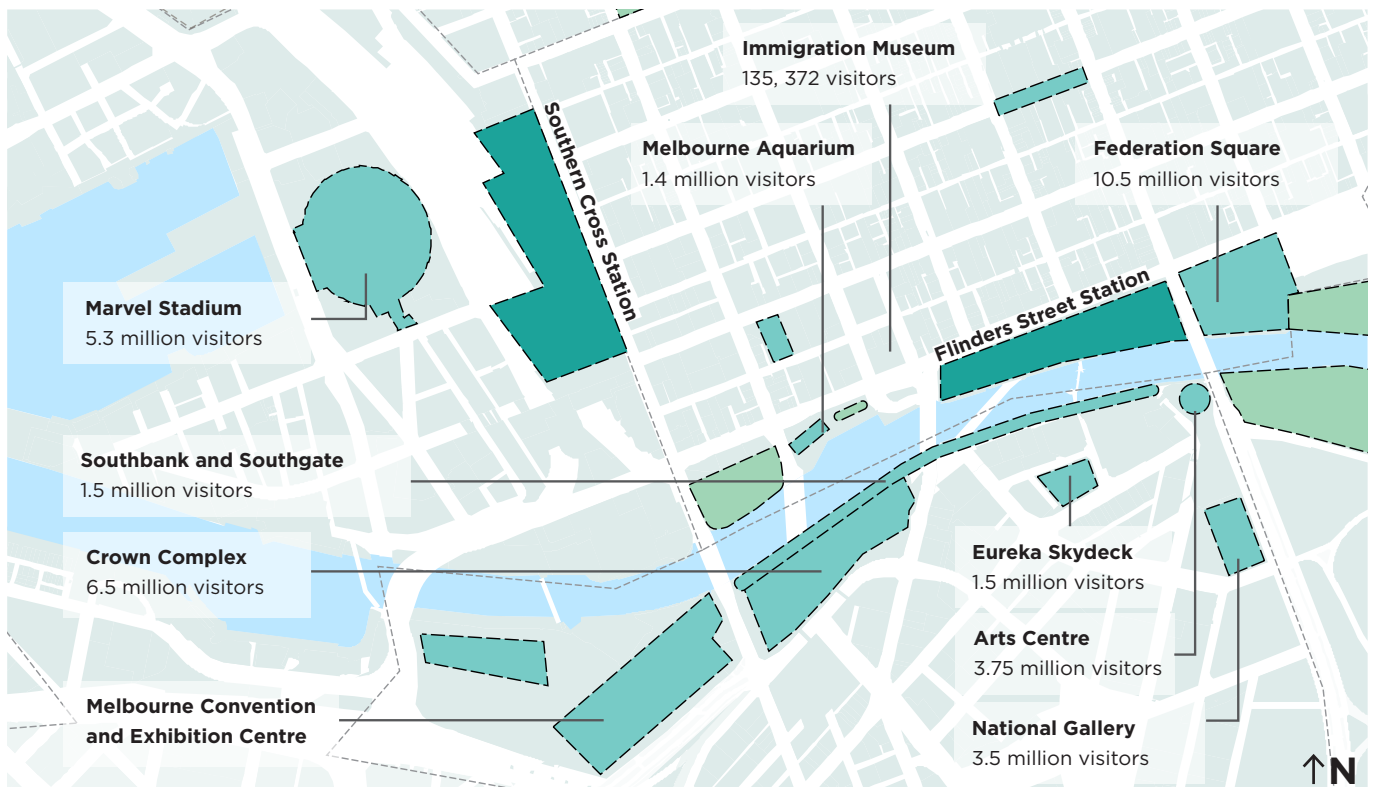 Immigration Museum
135, 372 visitors
Melbourne Aquarium
1.4 million visitors
Federation Square
10.5 million visitors
Southern Cross Station
Flinders Street Station
Marvel Stadium
5.3 million visitors
Southbank and Southgate
1.5 million visitors
Crown Complex
6.5 million visitors
Eureka Skydeck
1.5 million visitors
Arts Centre
3.75 million visitors
Melbourne Convention
and Exhibition Centre
National Gallery
3.5 million visitors
↑N